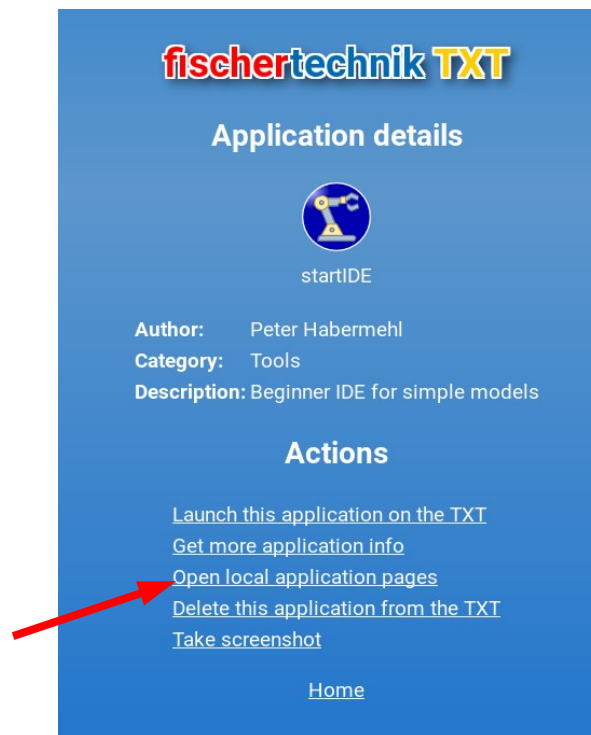 fischertechnik TXT
Application details
startIDE
Author: Peter Habermehl
Category: Tools
Description: Beginner IDE for simple models
Actions
Launch this application on the TXT
Get more application info
Open local application pages
Delete this application from the TXT
Take screenshot
Home